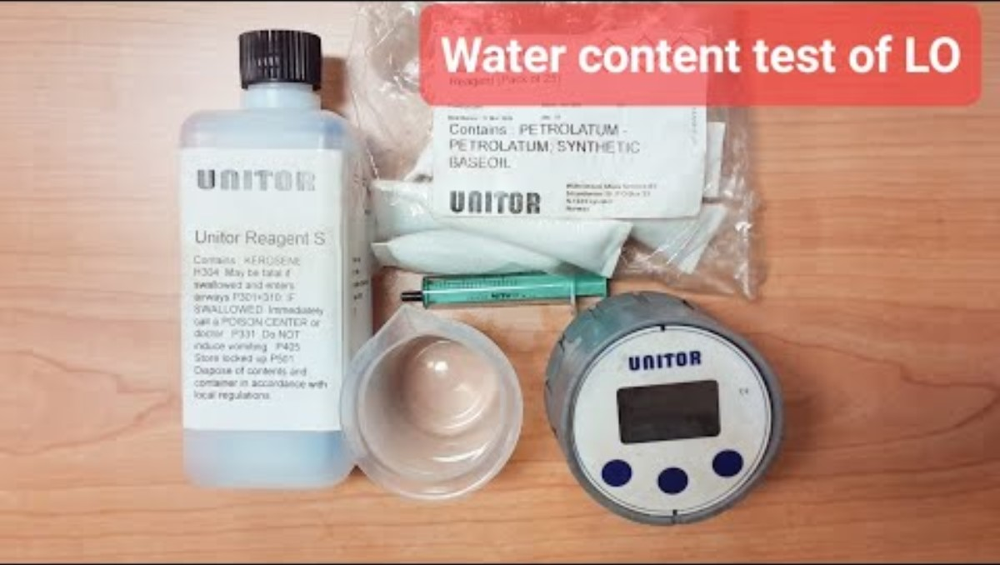 Water content test of LO
Reagent (Pack of 25)
Contains : PETROLATUM -
PETROLATUM; SYNTHETIC
BASEOIL
UNITOR
Norway
UNITOR
Unitor Reagent S
Contains : KEROSENE
H304 May be fatal if
swallowed and enters
airways P301+310: IF
SWALLOWED: Immediately
call a POISON CENTER or
doctor P331 Do NOT
induce vomiting P405
Store locked up P501
Dispose of contents and
container in accordance with
local regulations
UNITOR
CE